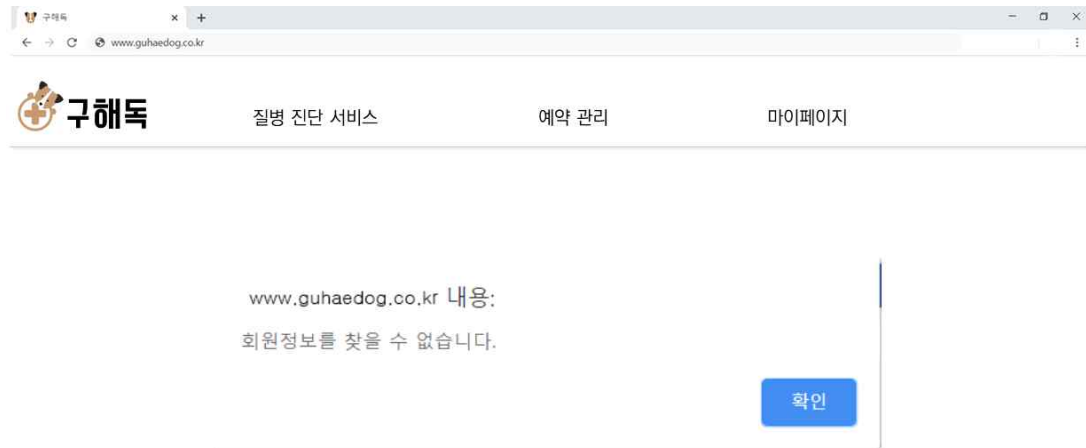 구해독
www.guhaedog.co.kr
구해독
질병 진단 서비스 예약 관리 마이페이지
www.guhaedog.co.kr 내용:
회원정보를 찾을 수 없습니다.
확인